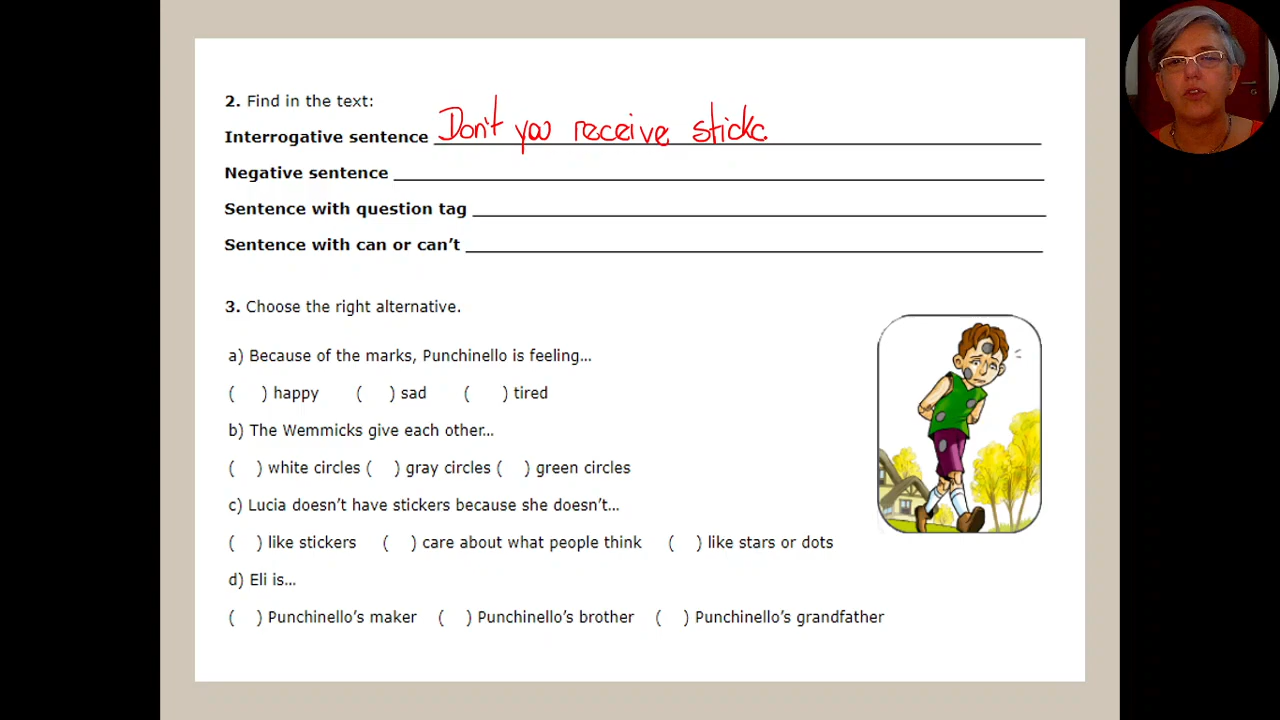 2. Find in the text:
Interrogative sentence Don't you receive sticke
Negative sentence
Sentence with question tag
Sentence with can or can’t
3. Choose the right alternative.
a) Because of the marks, Punchinello is feeling...
( ) happy ( ) sad ( ) tired
b) The Wemmicks give each other...
( ) white circles ( ) gray circles ( ) green circles
c) Lucia doesn’t have stickers because she doesn’t...
( ) like stickers ( ) care about what people think ( ) like stars or dots
d) Eli is...
( ) Punchinello’s maker ( ) Punchinello’s brother ( ) Punchinello’s grandfather